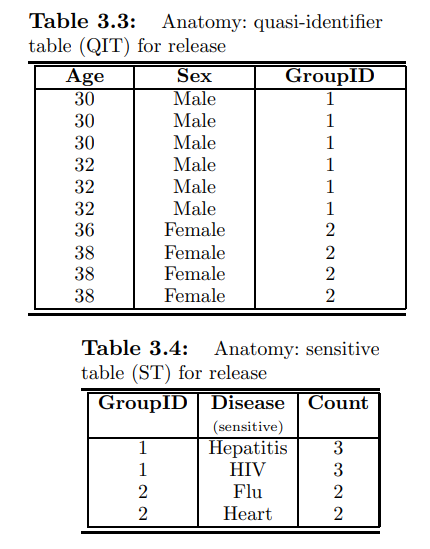 Table 3.3: Anatomy: quasi-identifier
table (QIT) for release
Age Sex GroupID
30 Male 1
30 Male 1
30 Male 1
32 Male 1
32 Male 1
32 Male 1
36 Female 2
38 Female 2
38 Female 2
38 Female 2
Table 3.4: Anatomy: sensitive
table (ST) for release
GroupID Disease Count
(sensitive)
1 Hepatitis 3
1 HIV 3
2 Flu 2
2 Heart 2